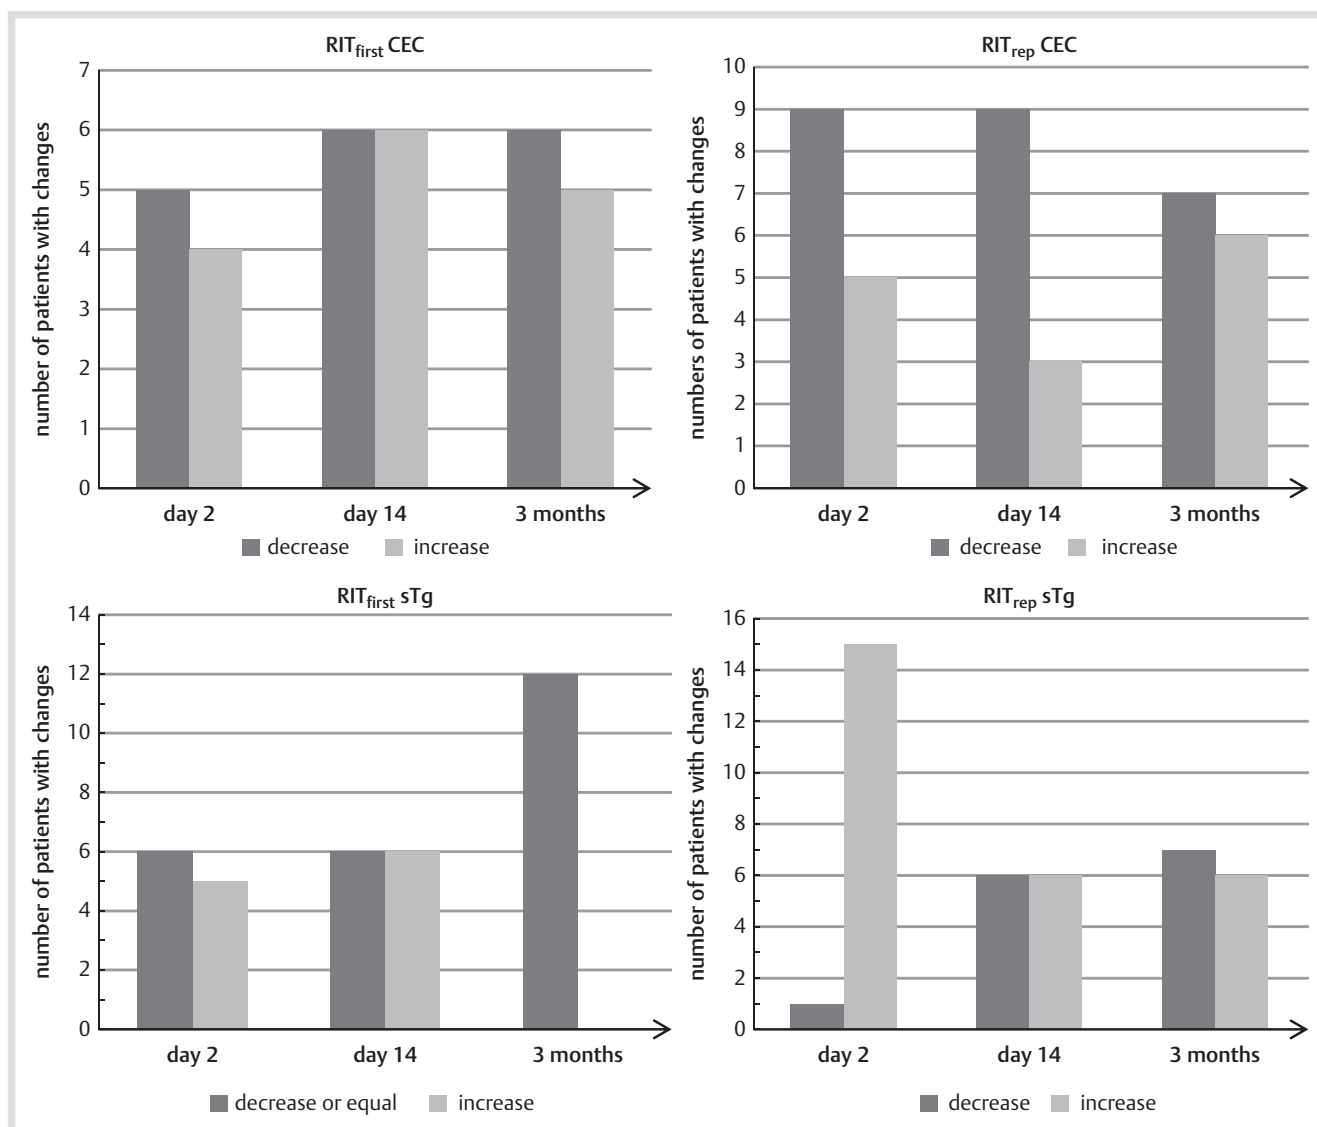 RITfirst CEC
number of patients with changes
7
6
5
4
3
2
1
0
day 2 day 14 3 months
decrease increase
RITrep CEC
numbers of patients with changes
10
9
8
7
6
5
4
3
2
1
0
day 2 day 14 3 months
decrease increase
RITfirst sTg
number of patients with changes
14
12
10
8
6
4
2
0
day 2 day 14 3 months
decrease or equal increase
RITrep sTg
number of patients with changes
16
14
12
10
8
6
4
2
0
day 2 day 14 3 months
decrease increase